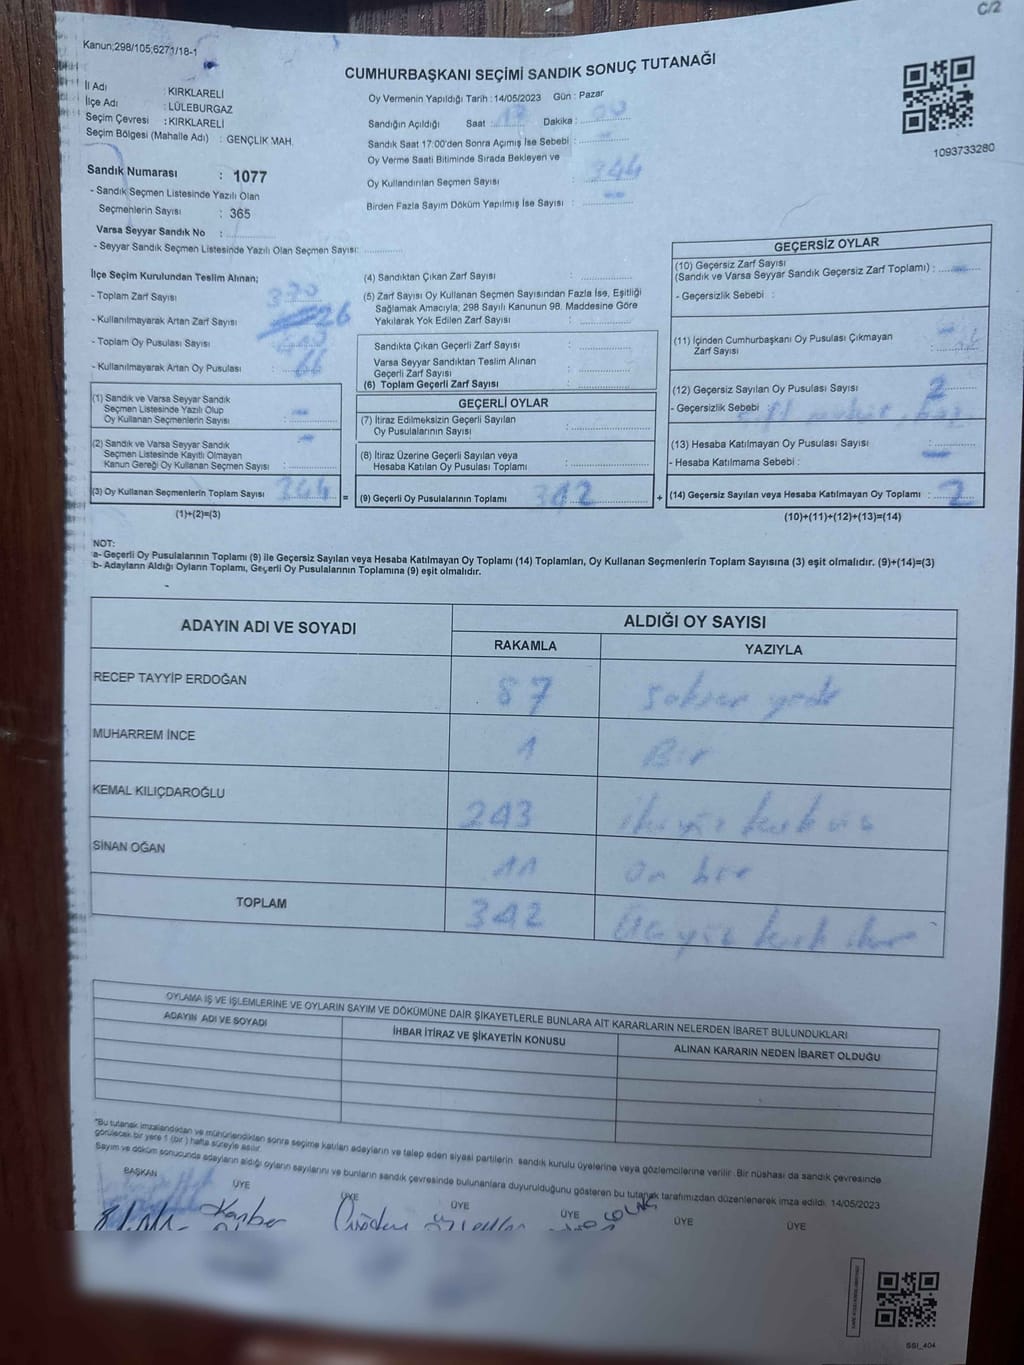 C/2
Kanun;298/105;6271/18-1
CUMHURBAŞKANI SEÇİMİ SANDIK SONUÇ TUTANAĞI
İl Adı : KIRKLARELİ
İlçe Adı : LÜLEBURGAZ
Seçim Çevresi : KIRKLARELİ
Seçim Bölgesi (Mahalle Adı) : GENÇLİK MAH.
Sandık Numarası : 1077
- Sandık Seçmen Listesinde Yazılı Olan
Seçmenlerin Sayısı : 365
Varsa Seyyar Sandık No :
- Seyyar Sandık Seçmen Listesinde Yazılı Olan Seçmen Sayısı:
Oy Vermenin Yapıldığı Tarih : 14/05/2023 Gün : Pazar
Sandığın Açıldığı Saat : 17 Dakika : 00
Sandık Saat 17:00'den Sonra Açımış İse Sebebi :
Oy Verme Saati Bitiminde Sırada Bekleyen ve
Oy Kullandırılan Seçmen Sayısı : 344
Birden Fazla Sayım Döküm Yapılmış İse Sayısı :
1093733280
İlçe Seçim Kurulundan Teslim Alınan;
- Toplam Zarf Sayısı 370
- Kullanılmayarak Artan Zarf Sayısı 26
- Toplam Oy Pusulası Sayısı
- Kullanılmayarak Artan Oy Pusulası : 66
(1) Sandık ve Varsa Seyyar Sandık
Seçmen Listesinde Yazılı Olup
Oy Kullanan Seçmenlerin Sayısı :
(2) Sandık ve Varsa Seyyar Sandık
Seçmen Listesinde Kayıtlı Olmayan
Kanun Gereği Oy Kullanan Seçmen Sayısı :
(3) Oy Kullanan Seçmenlerin Toplam Sayısı 344 =
(1)+(2)=(3)
(4) Sandıktan Çıkan Zarf Sayısı :
(5) Zarf Sayısı Oy Kullanan Seçmen Sayısından Fazla İse, Eşitliği
Sağlamak Amacıyla; 298 Sayılı Kanunun 98. Maddesine Göre
Yakılarak Yok Edilen Zarf Sayısı :
Sandıkta Çıkan Geçerli Zarf Sayısı :
Varsa Seyyar Sandıktan Teslim Alınan
Geçerli Zarf Sayısı :
(6) Toplam Geçerli Zarf Sayısı :
GEÇERLİ OYLAR
(7) İtiraz Edilmeksizin Geçerli Sayılan
Oy Pusulalarının Sayısı :
(8) İtiraz Üzerine Geçerli Sayılan veya
Hesaba Katılan Oy Pusulası Toplamı :
(9) Geçerli Oy Pusulalarının Toplamı 342 +
GEÇERSİZ OYLAR
(10) Geçersiz Zarf Sayısı
(Sandık ve Varsa Seyyar Sandık Geçersiz Zarf Toplamı) :
- Geçersizlik Sebebi :
(11) İçinden Cumhurbaşkanı Oy Pusulası Çıkmayan
Zarf Sayısı :
(12) Geçersiz Sayılan Oy Pusulası Sayısı 2
- Geçersizlik Sebebi
(13) Hesaba Katılmayan Oy Pusulası Sayısı :
- Hesaba Katılmama Sebebi :
(14) Geçersiz Sayılan veya Hesaba Katılmayan Oy Toplamı : 2
(10)+(11)+(12)+(13)=(14)
NOT:
a- Geçerli Oy Pusulalarının Toplamı (9) ile Geçersiz Sayılan veya Hesaba Katılmayan Oy Toplamı (14) Toplamları, Oy Kullanan Seçmenlerin Toplam Sayısına (3) eşit olmalıdır. (9)+(14)=(3)
b- Adayların Aldığı Oyların Toplamı, Geçerli Oy Pusulalarının Toplamına (9) eşit olmalıdır.
ADAYIN ADI VE SOYADI
ALDIĞI OY SAYISI
RAKAMLA YAZIYLA
RECEP TAYYİP ERDOĞAN 87 seksen yedi
MUHARREM İNCE 1 Bir
KEMAL KILIÇDAROĞLU 243 ikiyüz kırk üç
SİNAN OĞAN 11 on bir
TOPLAM 342 Üçyüz kırk iki
OYLAMA İŞ VE İŞLEMLERİNE VE OYLARIN SAYIM VE DÖKÜMÜNE DAİR ŞİKAYETLERLE BUNLARA AİT KARARLARIN NELERDEN İBARET BULUNDUKLARI
ADAYIN ADI VE SOYADI İHBAR İTİRAZ VE ŞİKAYETİN KONUSU ALINAN KARARIN NEDEN İBARET OLDUĞU
"Bu tutanak imzalandıktan ve mühürlendikten sonra seçime katılan adayların ve talep eden siyasi partilerin sandık kurulu üyelerine veya gözlemcilerine verilir. Bir nüshası da sandık çevresinde
görülecek bir yere 1 (bir) hafta süreyle asılır.
Sayım ve döküm sonucunda adayların aldığı oyların sayılarını ve bunların sandık çevresinde bulunanlara duyurulduğunu gösteren bu tutanak tarafımızdan düzenlenerek imza edildi. 14/05/2023
BAŞKAN ÜYE ÜYE ÜYE ÜYE ÜYE ÜYE
Kanber
SSI_404